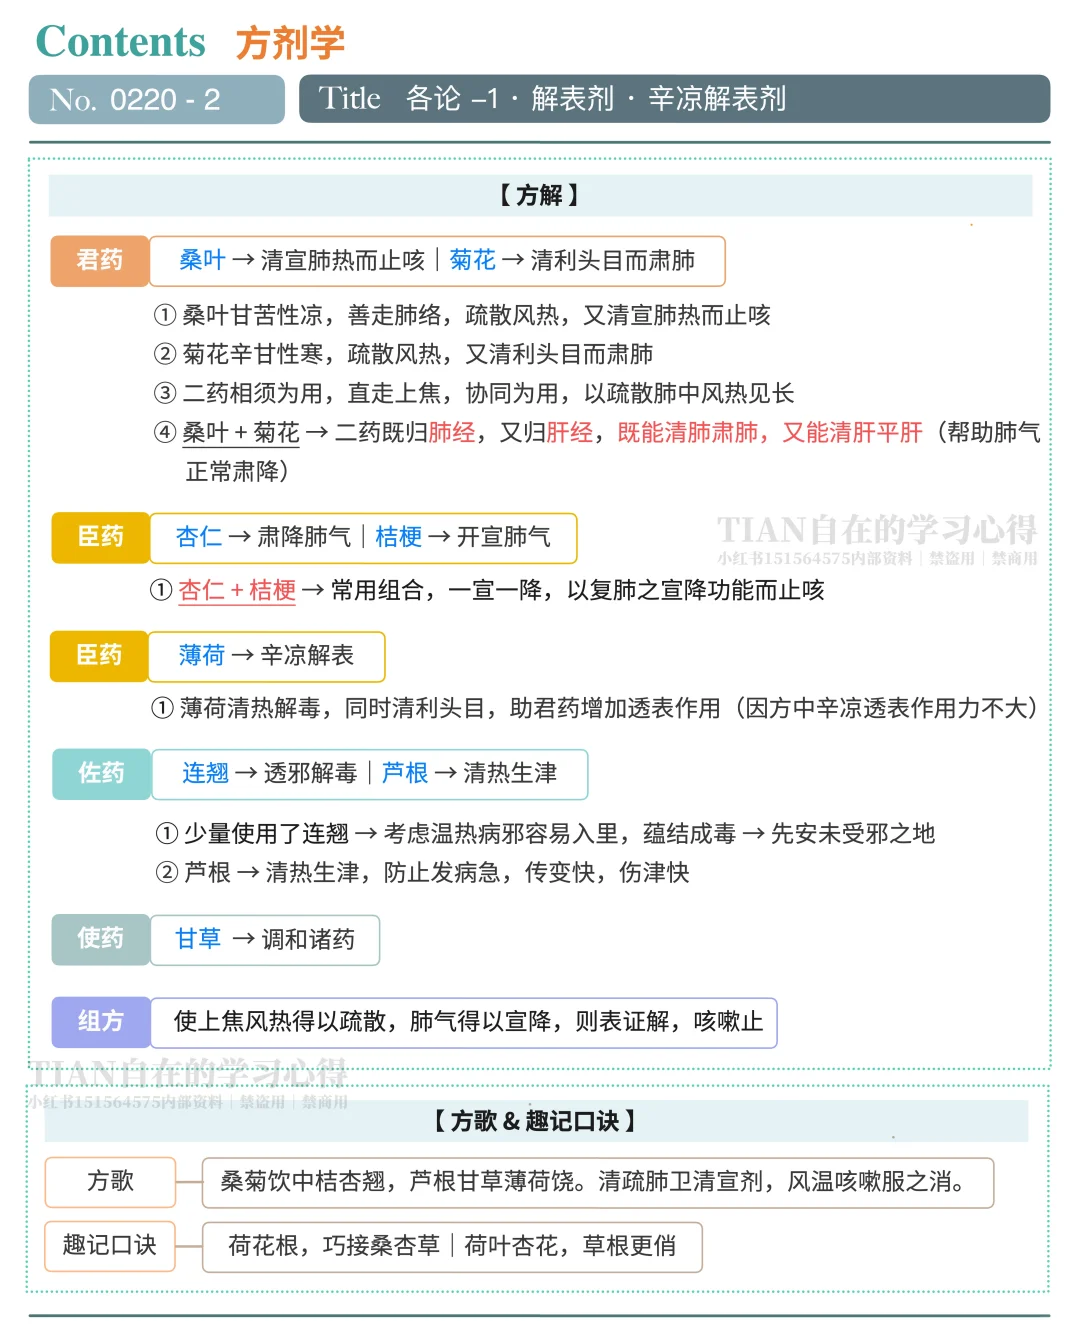 Contents 方剂学
No. 0220 - 2
Title 各论 –1 · 解表剂 · 辛凉解表剂
【 方解 】
君药 桑叶 → 清宣肺热而止咳｜菊花 → 清利头目而肃肺
① 桑叶甘苦性凉，善走肺络，疏散风热，又清宣肺热而止咳
② 菊花辛甘性寒，疏散风热，又清利头目而肃肺
③ 二药相须为用，直走上焦，协同为用，以疏散肺中风热见长
④ 桑叶 + 菊花 → 二药既归肺经，又归肝经，既能清肺肃肺，又能清肝平肝（帮助肺气
正常肃降）
臣药 杏仁 → 肃降肺气｜桔梗 → 开宣肺气
TIAN自在的学习心得
小红书151564575内部资料｜禁盗用｜禁商用
① 杏仁 + 桔梗 → 常用组合，一宣一降，以复肺之宣降功能而止咳
臣药 薄荷 → 辛凉解表
① 薄荷清热解毒，同时清利头目，助君药增加透表作用（因方中辛凉透表作用力不大）
佐药 连翘 → 透邪解毒｜芦根 → 清热生津
① 少量使用了连翘 → 考虑温热病邪容易入里，蕴结成毒 → 先安未受邪之地
② 芦根 → 清热生津，防止发病急，传变快，伤津快
使药 甘草 → 调和诸药
组方 使上焦风热得以疏散，肺气得以宣降，则表证解，咳嗽止
TIAN自在的学习心得
小红书151564575内部资料｜禁盗用｜禁商用
【 方歌 & 趣记口诀 】
方歌 桑菊饮中桔杏翘，芦根甘草薄荷饶。清疏肺卫清宣剂，风温咳嗽服之消。
趣记口诀 荷花根，巧接桑杏草｜荷叶杏花，草根更俏